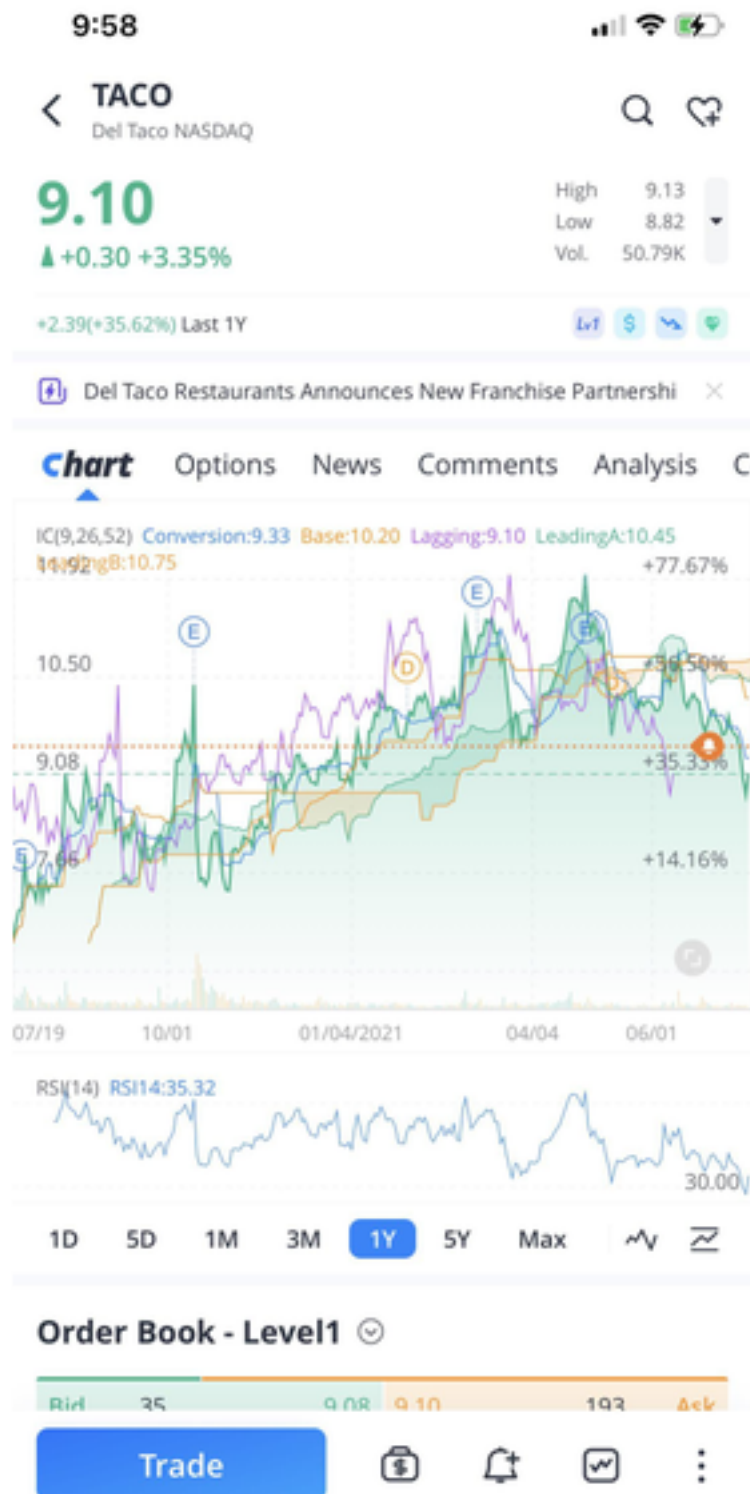 9:58
TACO
Del Taco NASDAQ
9.10
+0.30 +3.35%
High 9.13
Low 8.82
Vol. 50.79K
+2.39(+35.62%) Last 1Y
Lv1 $
Del Taco Restaurants Announces New Franchise Partnershi
Chart Options News Comments Analysis C
IC(9,26,52) Conversion:9.33 Base:10.20 Lagging:9.10 LeadingA:10.45
LeadingB:10.75
11.92 +77.67%
E
E
E
D
10.50 +56.50%
9.08 +35.33%
E
7.66 +14.16%
07/19 10/01 01/04/2021 04/04 06/01
RSI(14) RSI14:35.32
30.00
1D 5D 1M 3M 1Y 5Y Max
Order Book - Level1
Bid 35 9.08 9.10 193 Ask
Trade